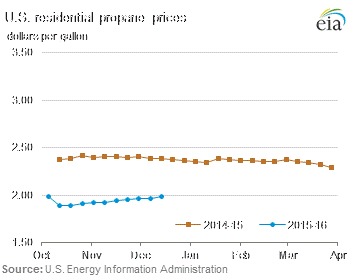 U.S. residential propane prices
dollars per gallon
eia
3.50
3.00
2.50
2.00
1.50
Oct Nov Dec Jan Feb Mar Apr
2014-15 2015-16
Source: U.S. Energy Information Administration